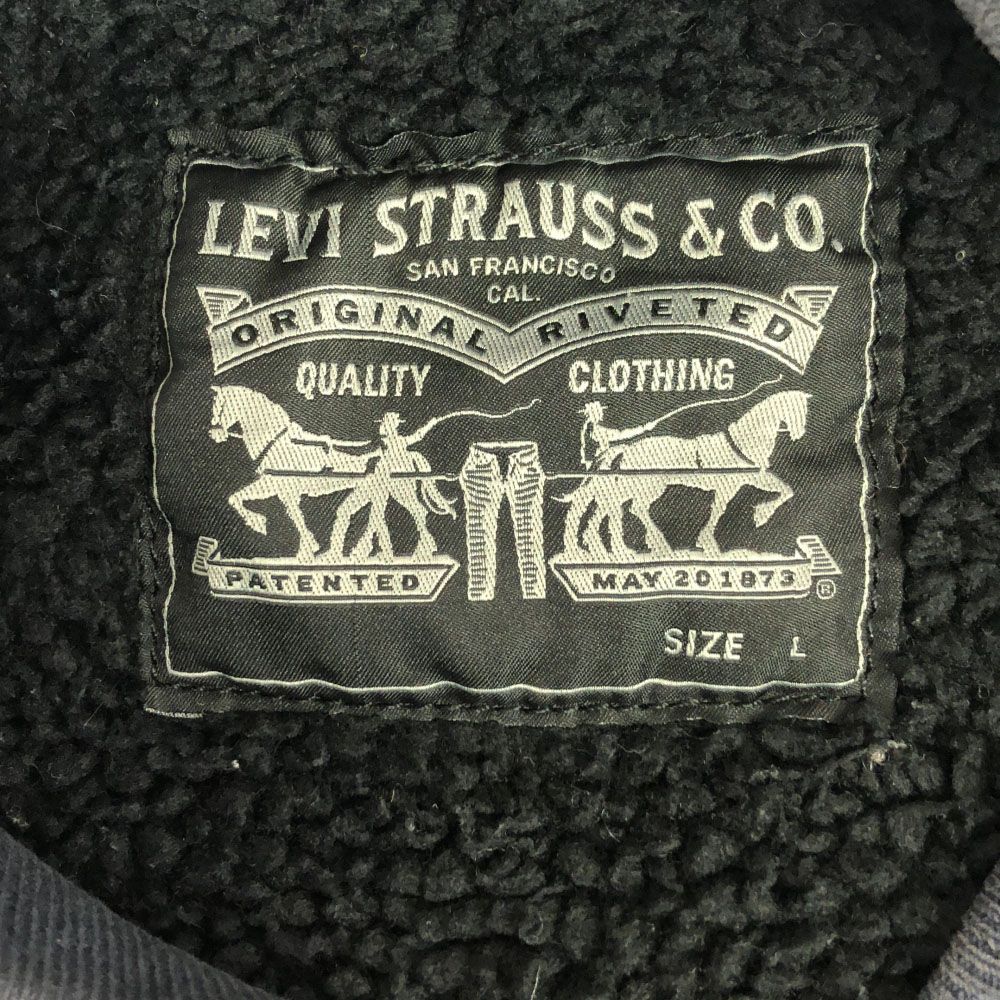 LEVI STRAUSS & CO.
SAN FRANCISCO
CAL.
ORIGINAL RIVETED
QUALITY CLOTHING
PATENTED MAY 20 1873 ®
SIZE L